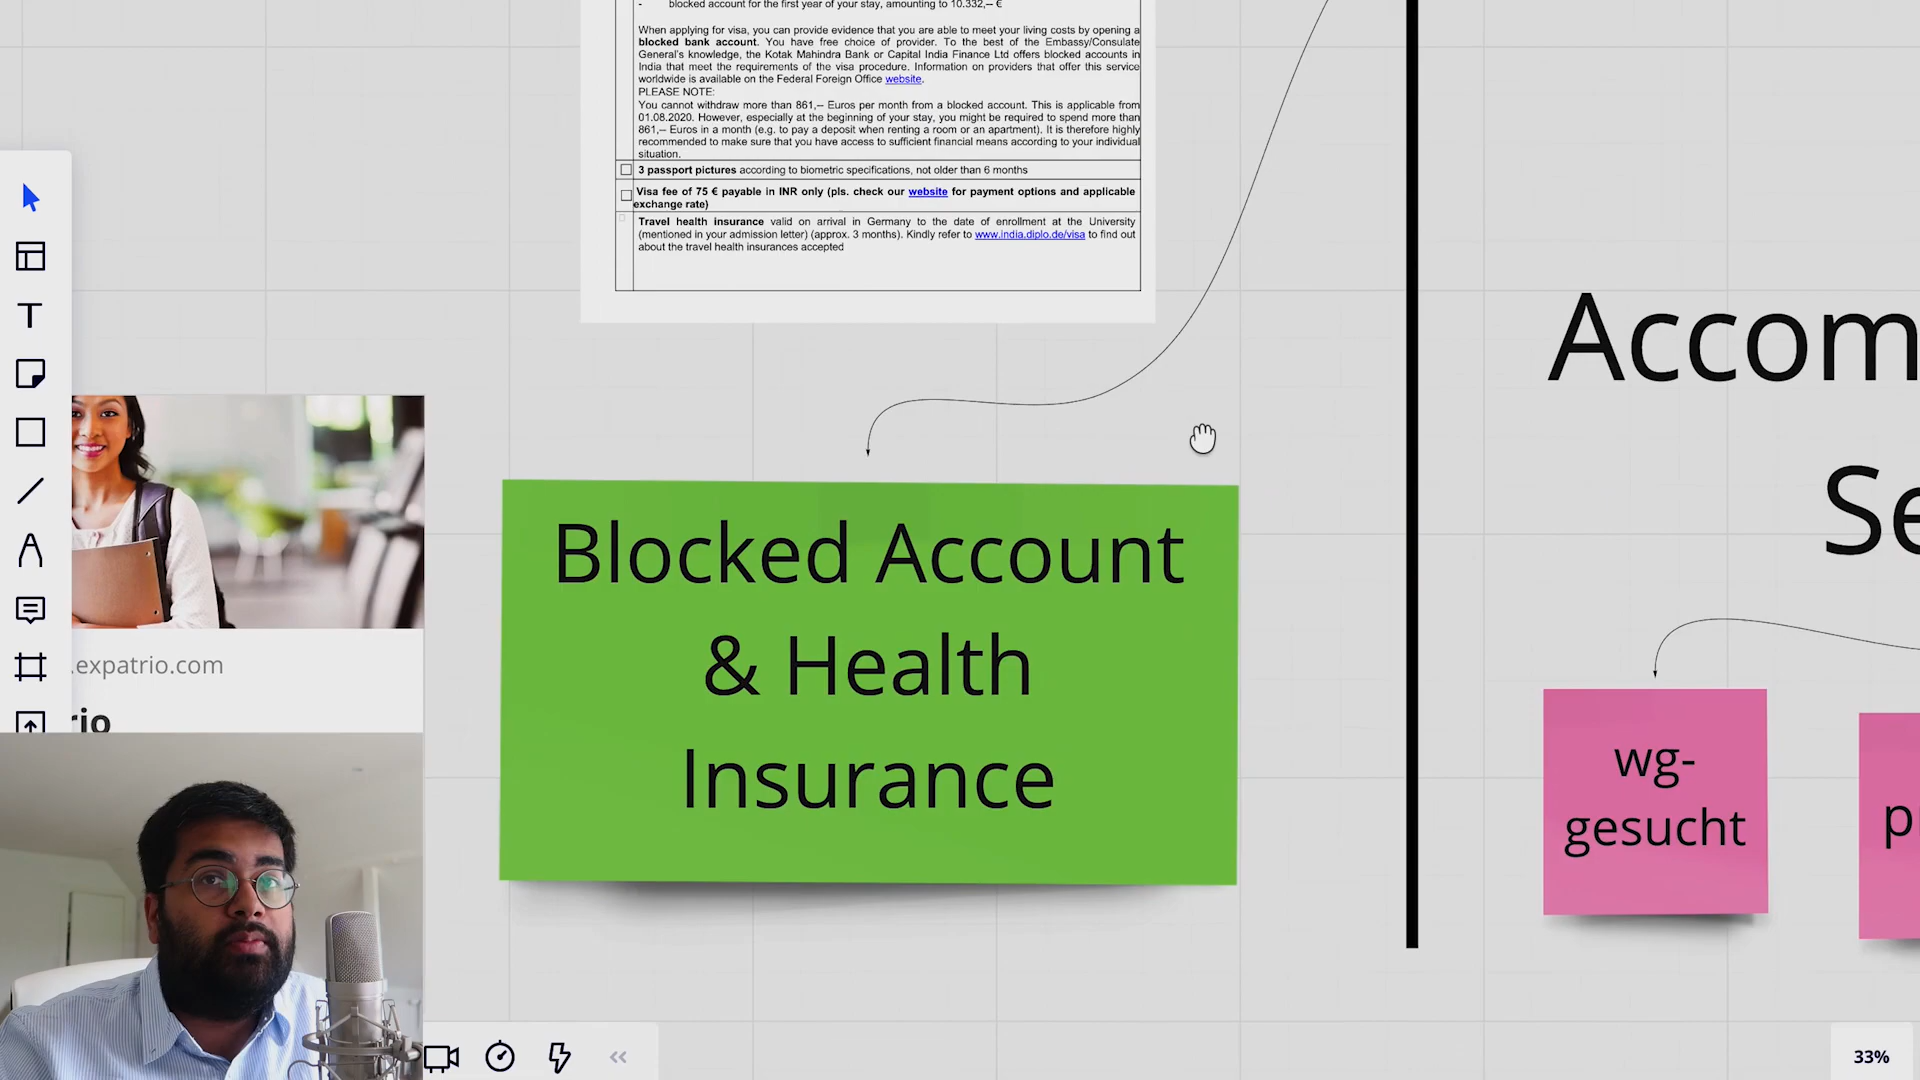 - blocked account for the first year of your stay, amounting to 10.332,-- €
When applying for visa, you can provide evidence that you are able to meet your living costs by opening a
blocked bank account. You have free choice of provider. To the best of the Embassy/Consulate
General's knowledge, the Kotak Mahindra Bank or Capital India Finance Ltd offers blocked accounts in
India that meet the requirements of the visa procedure. Information on providers that offer this service
worldwide is available on the Federal Foreign Office website.
PLEASE NOTE:
You cannot withdraw more than 861,-- Euros per month from a blocked account. This is applicable from
01.08.2020. However, especially at the beginning of your stay, you might be required to spend more than
861,-- Euros in a month (e.g. to pay a deposit when renting a room or an apartment). It is therefore highly
recommended to make sure that you have access to sufficient financial means according to your individual
situation.
3 passport pictures according to biometric specifications, not older than 6 months
Visa fee of 75 € payable in INR only (pls. check our website for payment options and applicable
exchange rate)
Travel health insurance valid on arrival in Germany to the date of enrollment at the University
(mentioned in your admission letter) (approx. 3 months). Kindly refer to www.india.diplo.de/visa to find out
about the travel health insurances accepted
Accom
Se
Blocked Account
& Health
Insurance
.expatrio.com
rio
wg-
gesucht
p
33%